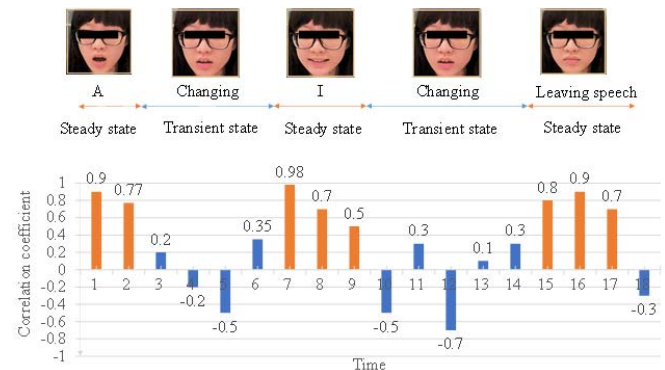 A Changing I Changing Leaving speech
Steady state Transient state Steady state Transient state Steady state
Correlation coefficient
1
0.8
0.6
0.4
0.2
0
-0.2
-0.4
-0.6
-0.8
-1
0.9 0.77 0.2 -0.2 -0.5 0.35 0.98 0.7 0.5 -0.5 0.3 -0.7 0.1 0.3 0.8 0.9 0.7 -0.3
1 2 3 4 5 6 7 8 9 10 11 12 13 14 15 16 17 18
Time